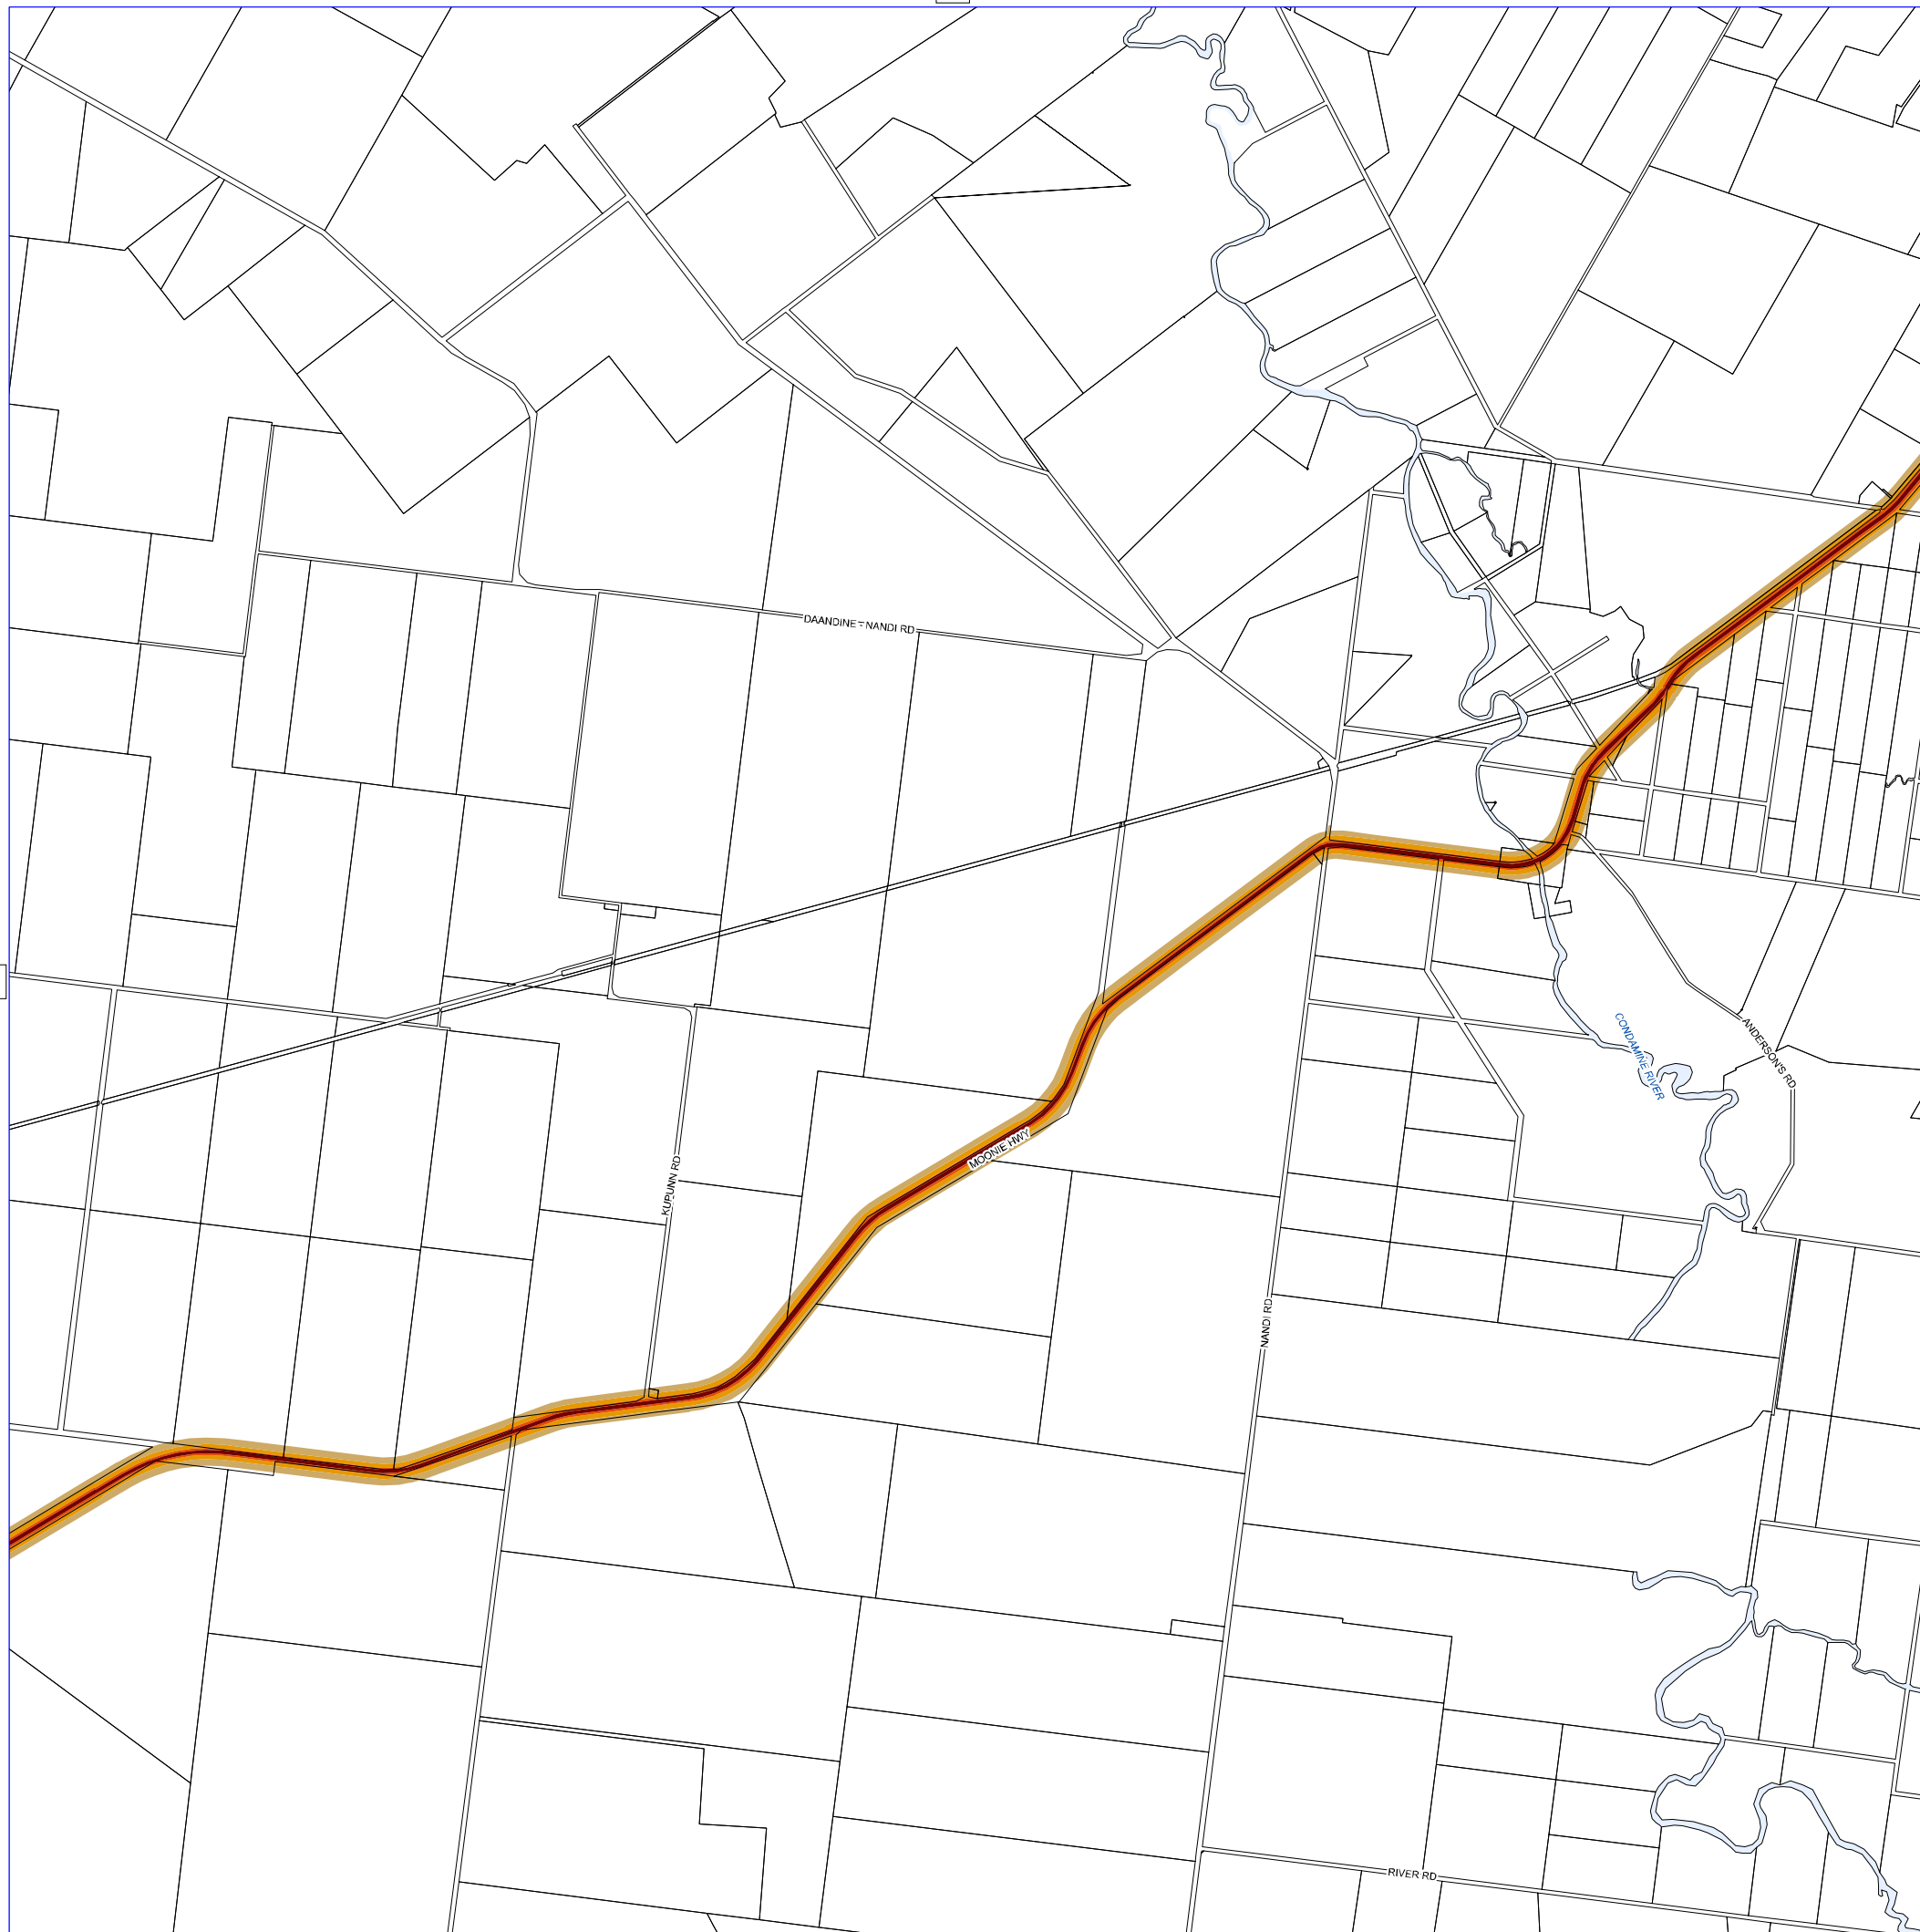 DAANDINE - NANDI RD
CONDAMINE RIVER
ANDERSON'S RD
MOONIE HWY
KUPUNN RD
NANDI RD
RIVER RD